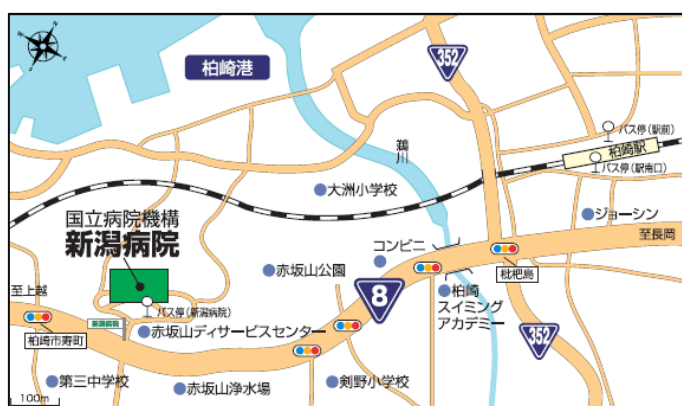 柏崎港
352
鵜川
バス停(駅前)
柏崎駅
バス停(駅南口)
大洲小学校
ジョーシン
国立病院機構
新潟病院
コンビニ
至長岡
赤坂山公園
枇杷島
至上越
8
柏崎
スイミング
アカデミー
バス停(新潟病院)
新潟病院
赤坂山デイサービスセンター
352
柏崎市寿町
第三中学校
赤坂山浄水場
剣野小学校
100m